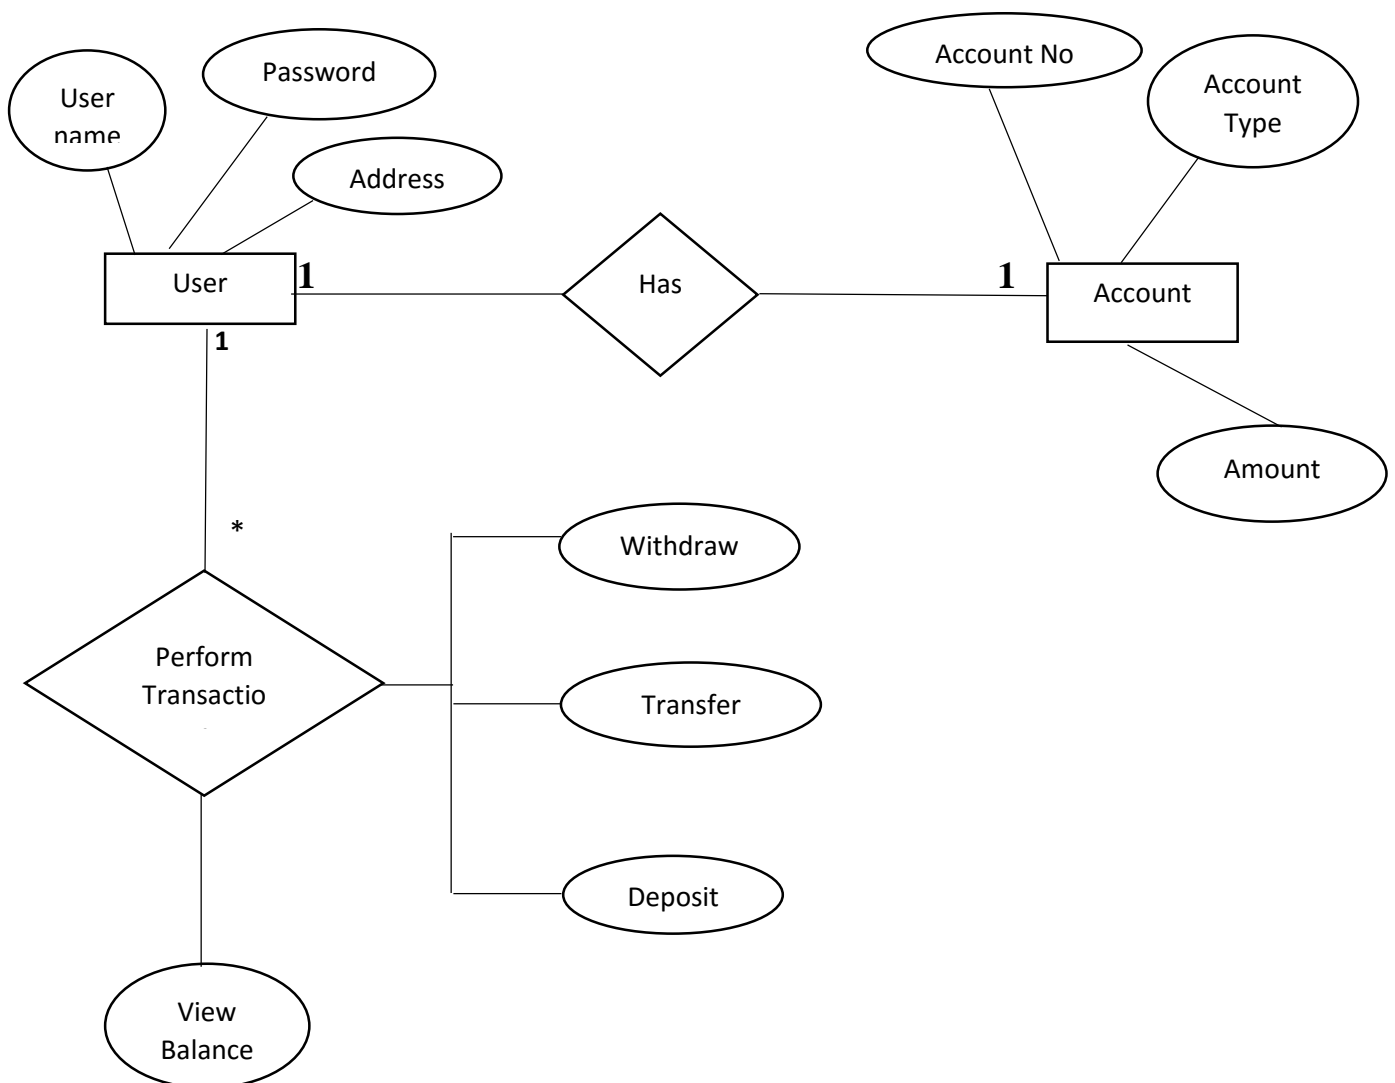 Account No
Password
User
name
Account
Type
Address
User
1
Has
1
Account
1
Amount
*
Withdraw
Perform
Transactio
Transfer
Deposit
View
Balance